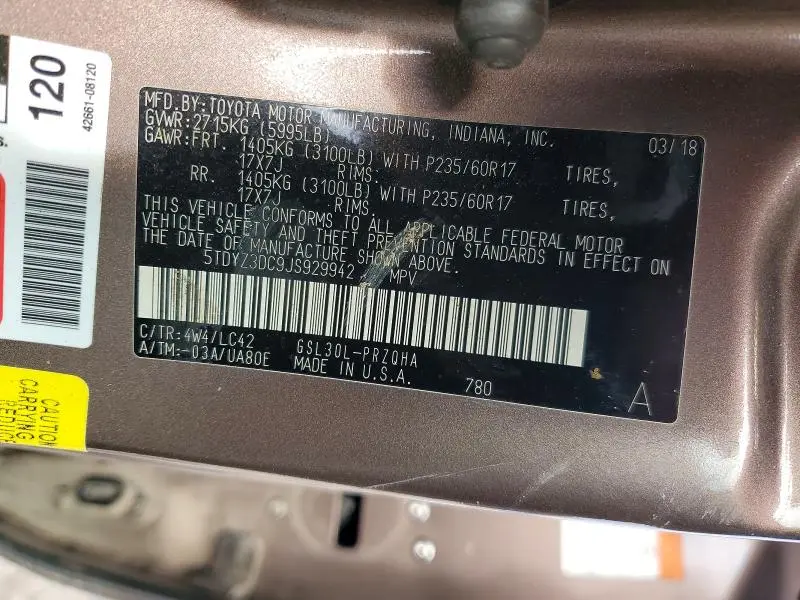 MFD.BY:TOYOTA MOTOR MANUFACTURING, INDIANA, INC. 03/18
GVWR:2715KG (5995LB)
GAWR:FRT. 1405KG (3100LB) WITH P235/60R17 TIRES,
17X7J RIMS.
RR. 1405KG (3100LB) WITH P235/60R17 TIRES,
17X7J RIMS.
THIS VEHICLE CONFORMS TO ALL APPLICABLE FEDERAL MOTOR
VEHICLE SAFETY AND THEFT PREVENTION STANDARDS IN EFFECT ON
THE DATE OF MANUFACTURE SHOWN ABOVE.
5TDYZ3DC9JS929942 MPV
C/TR:4W4/LC42 GSL30L-PRZQHA
A/TM:-03A/UA80E MADE IN U.S.A. 780 A
120
42661-08120
s.
CAUTION
CARRYING
REDUCE